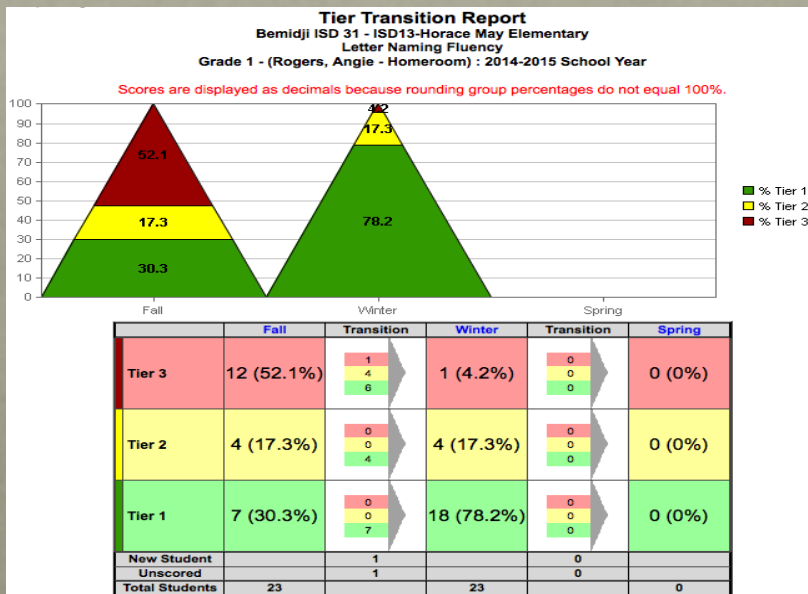 Tier Transition Report
Bemidji ISD 31 - ISD13-Horace May Elementary
Letter Naming Fluency
Grade 1 - (Rogers, Angie - Homeroom) : 2014-2015 School Year
Scores are displayed as decimals because rounding group percentages do not equal 100%.
100
90
80
70
60
50
40
30
20
10
0
52.1
17.3
30.3
4.2
17.3
78.2
Fall Winter Spring
% Tier 1
% Tier 2
% Tier 3
Fall Transition Winter Transition Spring
Tier 3 12 (52.1%) 1 4 6 1 (4.2%) 0 0 0 0 (0%)
Tier 2 4 (17.3%) 0 0 4 4 (17.3%) 0 0 0 0 (0%)
Tier 1 7 (30.3%) 0 0 7 18 (78.2%) 0 0 0 0 (0%)
New Student 1 0
Unscored 1 0
Total Students 23 23 0